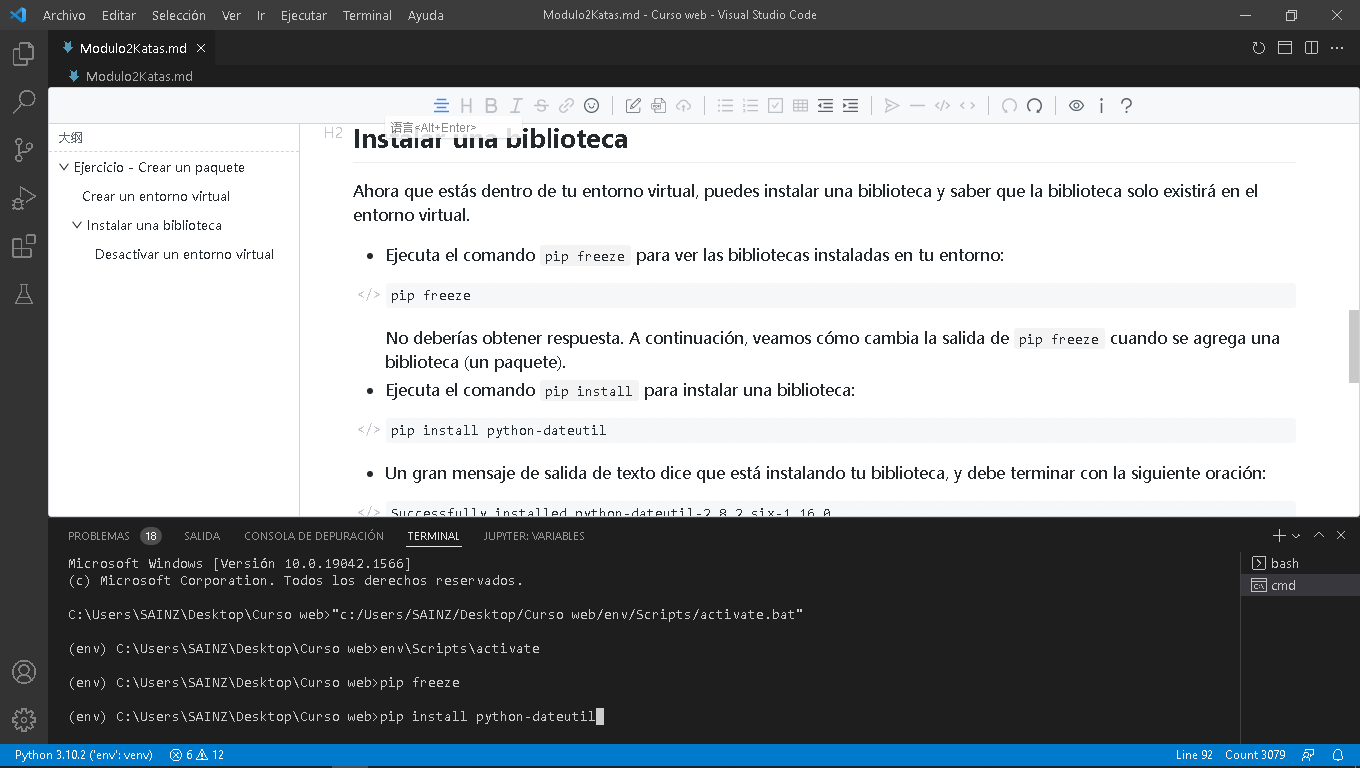 Archivo Editar Selección Ver Ir Ejecutar Terminal Ayuda Modulo2Katas.md - Curso web - Visual Studio Code
Modulo2Katas.md
Modulo2Katas.md
语言<Alt+Enter>
大纲
Ejercicio - Crear un paquete
Crear un entorno virtual
Instalar una biblioteca
Desactivar un entorno virtual
H2 Instalar una biblioteca
Ahora que estás dentro de tu entorno virtual, puedes instalar una biblioteca y saber que la biblioteca solo existirá en el
entorno virtual.
Ejecuta el comando pip freeze para ver las bibliotecas instaladas en tu entorno:
pip freeze
No deberías obtener respuesta. A continuación, veamos cómo cambia la salida de pip freeze cuando se agrega una
biblioteca (un paquete).
Ejecuta el comando pip install para instalar una biblioteca:
pip install python-dateutil
Un gran mensaje de salida de texto dice que está instalando tu biblioteca, y debe terminar con la siguiente oración:
Successfully installed python-dateutil-2.8.2 six-1.16.0
PROBLEMAS 18 SALIDA CONSOLA DE DEPURACIÓN TERMINAL JUPYTER: VARIABLES
Microsoft Windows [Versión 10.0.19042.1566]
(c) Microsoft Corporation. Todos los derechos reservados.
C:\Users\SAINZ\Desktop\Curso web>"c:/Users/SAINZ/Desktop/Curso web/env/Scripts/activate.bat"
(env) C:\Users\SAINZ\Desktop\Curso web>env\Scripts\activate
(env) C:\Users\SAINZ\Desktop\Curso web>pip freeze
(env) C:\Users\SAINZ\Desktop\Curso web>pip install python-dateutil
bash
cmd
Python 3.10.2 ('env': venv) 6 12 Line 92 Count 3079